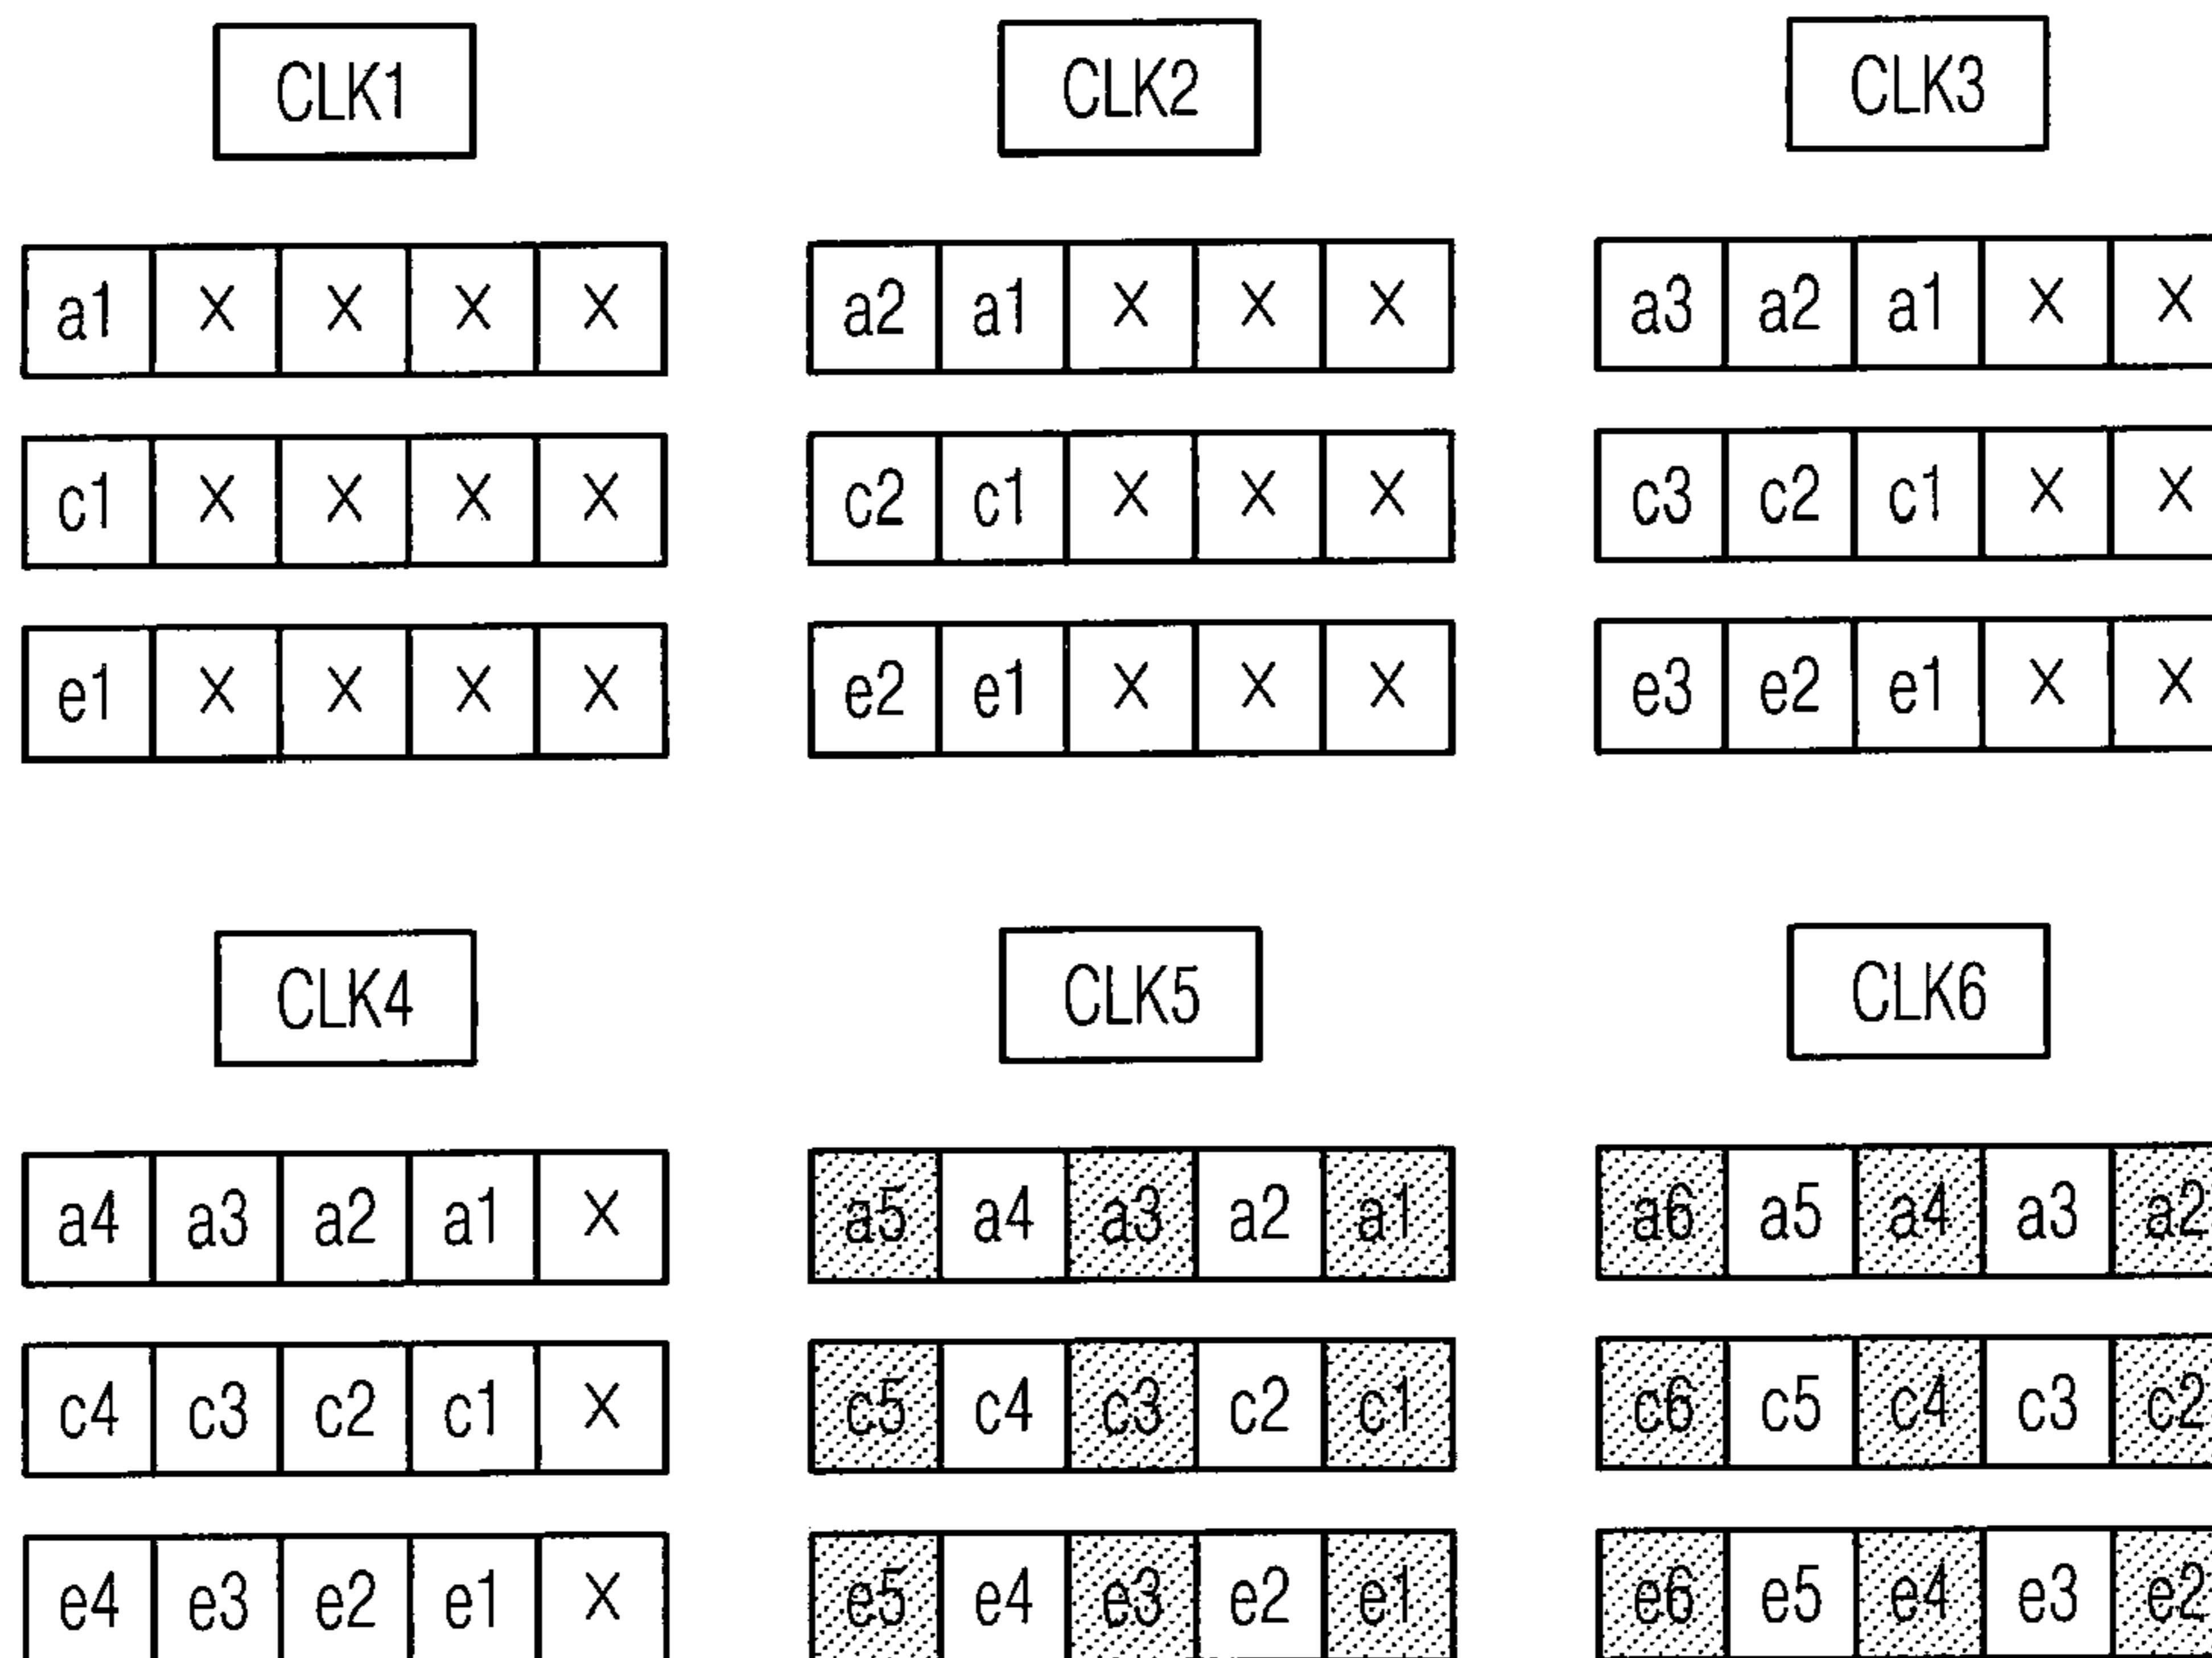 CLK1 CLK2 CLK3
a1 X X X X a2 a1 X X X a3 a2 a1 X X
c1 X X X X c2 c1 X X X c3 c2 c1 X X
e1 X X X X e2 e1 X X X e3 e2 e1 X X
CLK4 CLK5 CLK6
a4 a3 a2 a1 X a5 a4 a3 a2 a1 a6 a5 a4 a3 a2
c4 c3 c2 c1 X c5 c4 c3 c2 c1 c6 c5 c4 c3 c2
e4 e3 e2 e1 X e5 e4 e3 e2 e1 e6 e5 e4 e3 e2